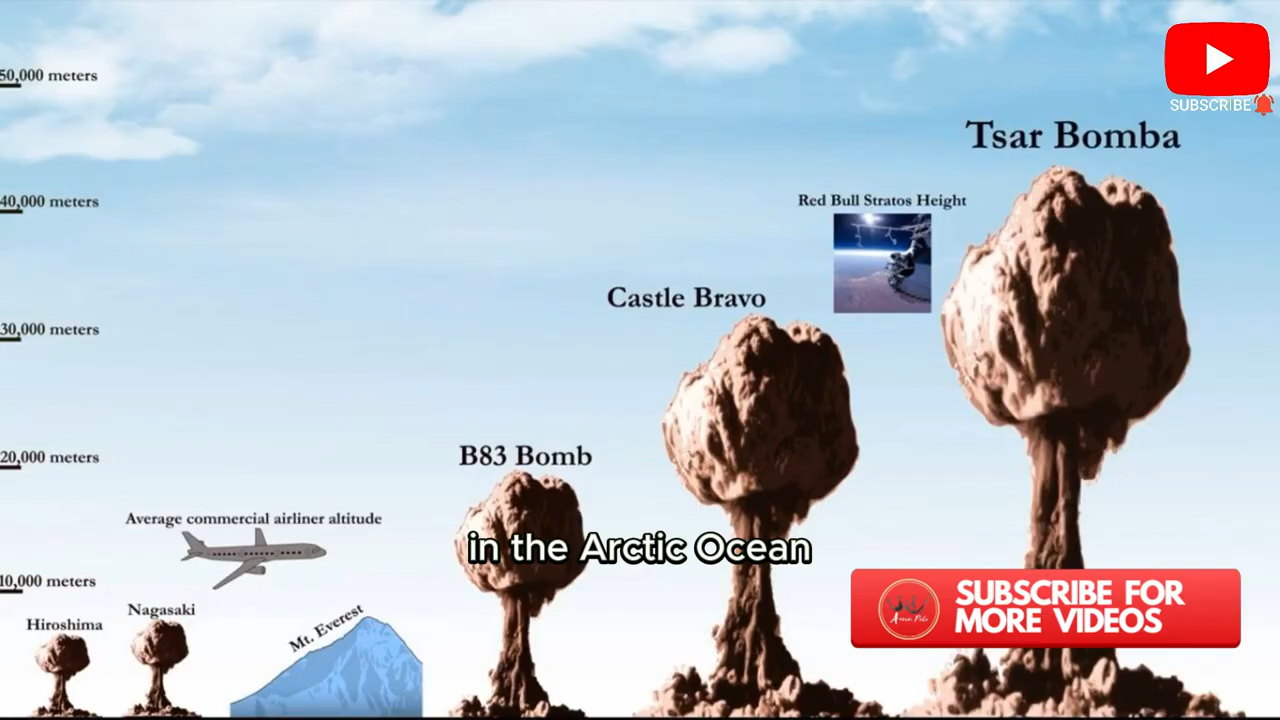 50,000 meters
SUBSCRIBE
Tsar Bomba
40,000 meters
Red Bull Stratos Height
Castle Bravo
30,000 meters
B83 Bomb
20,000 meters
Average commercial airliner altitude
in the Arctic Ocean
10,000 meters
SUBSCRIBE FOR
MORE VIDEOS
Nagasaki
Hiroshima
Mt. Everest